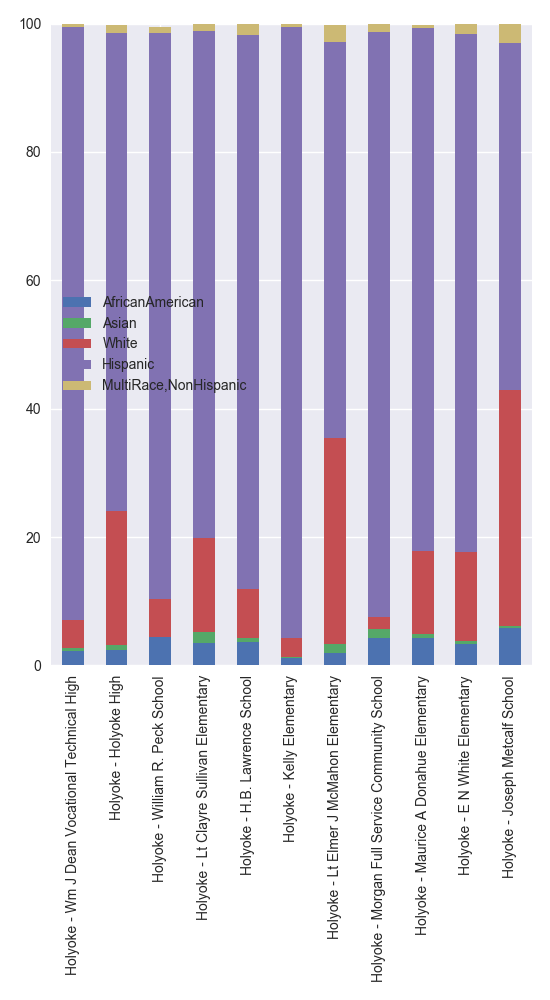 100
80
60
40
20
0
AfricanAmerican
Asian
White
Hispanic
MultiRace,NonHispanic
Holyoke - Wm J Dean Vocational Technical High
Holyoke - Holyoke High
Holyoke - William R. Peck School
Holyoke - Lt Clayre Sullivan Elementary
Holyoke - H.B. Lawrence School
Holyoke - Kelly Elementary
Holyoke - Lt Elmer J McMahon Elementary
Holyoke - Morgan Full Service Community School
Holyoke - Maurice A Donahue Elementary
Holyoke - E N White Elementary
Holyoke - Joseph Metcalf School